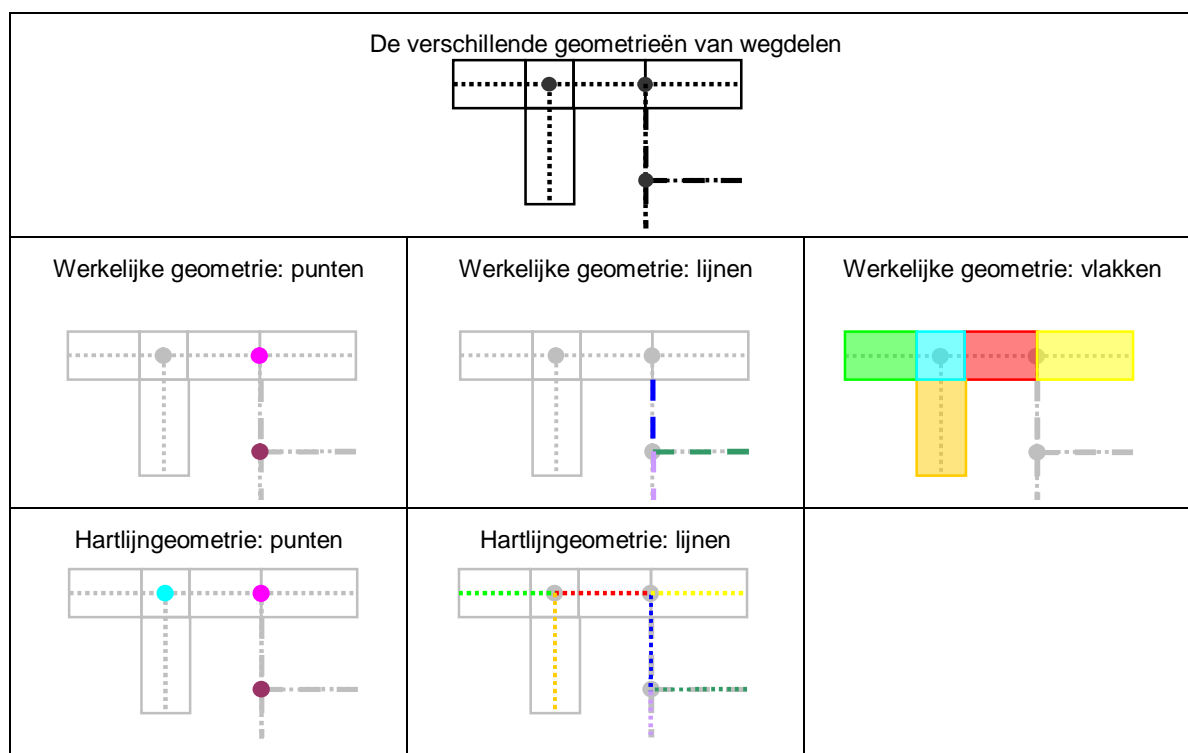 De verschillende geometrieën van wegdelen
Werkelijke geometrie: punten
Werkelijke geometrie: lijnen
Werkelijke geometrie: vlakken
Hartlijngeometrie: punten
Hartlijngeometrie: lijnen